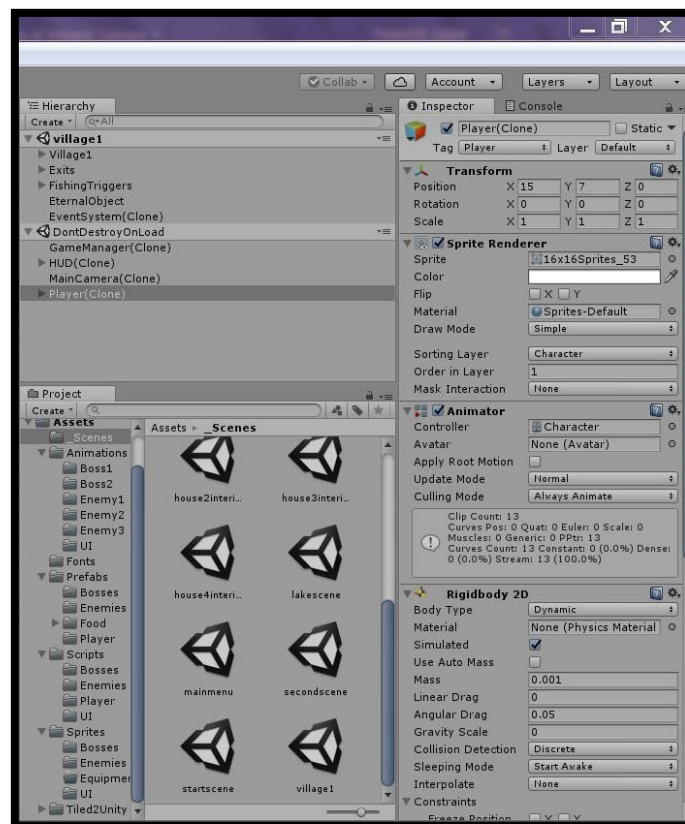 Collab
Account
Layers
Layout
Hierarchy
Create
All
village1
Village1
Exits
FishingTriggers
EternalObject
EventSystem(Clone)
DontDestroyOnLoad
GameManager(Clone)
HUD(Clone)
MainCamera(Clone)
Player(Clone)
Project
Create
Assets
_Scenes
Animations
Boss1
Boss2
Enemy1
Enemy2
Enemy3
UI
Fonts
Prefabs
Bosses
Enemies
Food
Player
Scripts
Bosses
Enemies
Player
UI
Sprites
Bosses
Enemies
Equipmer
UI
Tiled2Unity
Assets ▸ _Scenes
house2interi... house3interi...
house4interi... lakescene
mainmenu secondscene
startscene village1
Inspector Console
Player(Clone) Static
Tag Player Layer Default
Transform
Position X 15 Y 7 Z 0
Rotation X 0 Y 0 Z 0
Scale X 1 Y 1 Z 1
Sprite Renderer
Sprite 16x16Sprites_53
Color
Flip X Y
Material Sprites-Default
Draw Mode Simple
Sorting Layer Character
Order in Layer 1
Mask Interaction None
Animator
Controller Character
Avatar None (Avatar)
Apply Root Motion
Update Mode Normal
Culling Mode Always Animate
Clip Count: 13
Curves Pos: 0 Quat: 0 Euler: 0 Scale: 0
Muscles: 0 Generic: 0 PPtr: 13
Curves Count: 13 Constant: 0 (0.0%) Dense:
0 (0.0%) Stream: 13 (100.0%)
Rigidbody 2D
Body Type Dynamic
Material None (Physics Material
Simulated
Use Auto Mass
Mass 0.001
Linear Drag 0
Angular Drag 0.05
Gravity Scale 0
Collision Detection Discrete
Sleeping Mode Start Awake
Interpolate None
Constraints
Freeze Position X Y